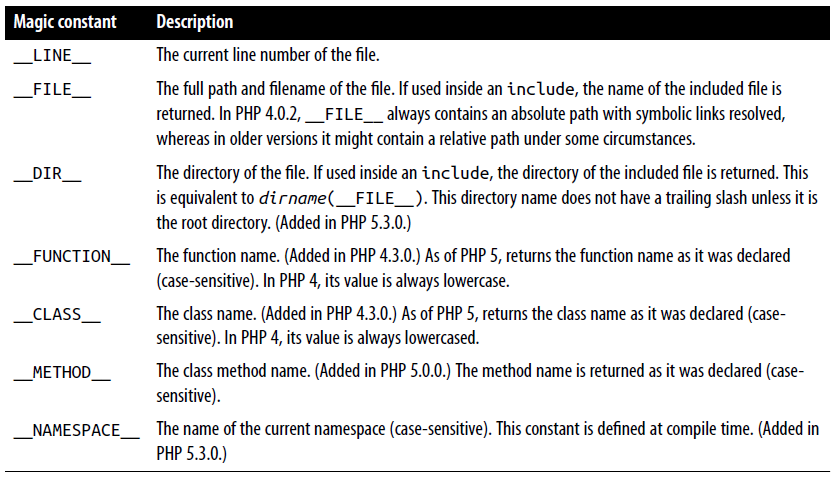 Magic constant Description
__LINE__ The current line number of the file.
__FILE__ The full path and filename of the file. If used inside an include, the name of the included file is
returned. In PHP 4.0.2, __FILE__ always contains an absolute path with symbolic links resolved,
whereas in older versions it might contain a relative path under some circumstances.
__DIR__ The directory of the file. If used inside an include, the directory of the included file is returned. This
is equivalent to dirname(__FILE__). This directory name does not have a trailing slash unless it is
the root directory. (Added in PHP 5.3.0.)
__FUNCTION__ The function name. (Added in PHP 4.3.0.) As of PHP 5, returns the function name as it was declared
(case-sensitive). In PHP 4, its value is always lowercase.
__CLASS__ The class name. (Added in PHP 4.3.0.) As of PHP 5, returns the class name as it was declared (case-
sensitive). In PHP 4, its value is always lowercased.
__METHOD__ The class method name. (Added in PHP 5.0.0.) The method name is returned as it was declared (case-
sensitive).
__NAMESPACE__ The name of the current namespace (case-sensitive). This constant is defined at compile time. (Added in
PHP 5.3.0.)